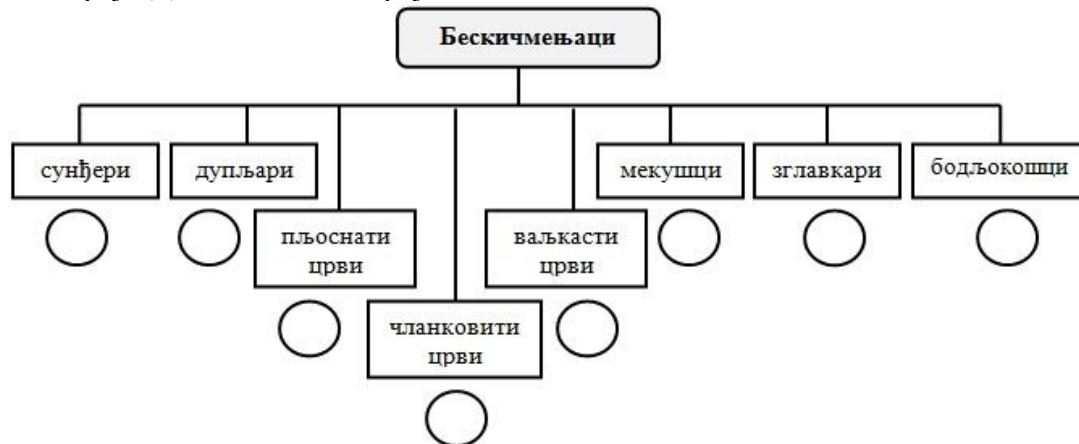 Бескичмењаци
сунђери
дупљари
мекушци
зглавкари
бодљокошци
пљоснати
црви
ваљкасти
црви
чланковити
црви